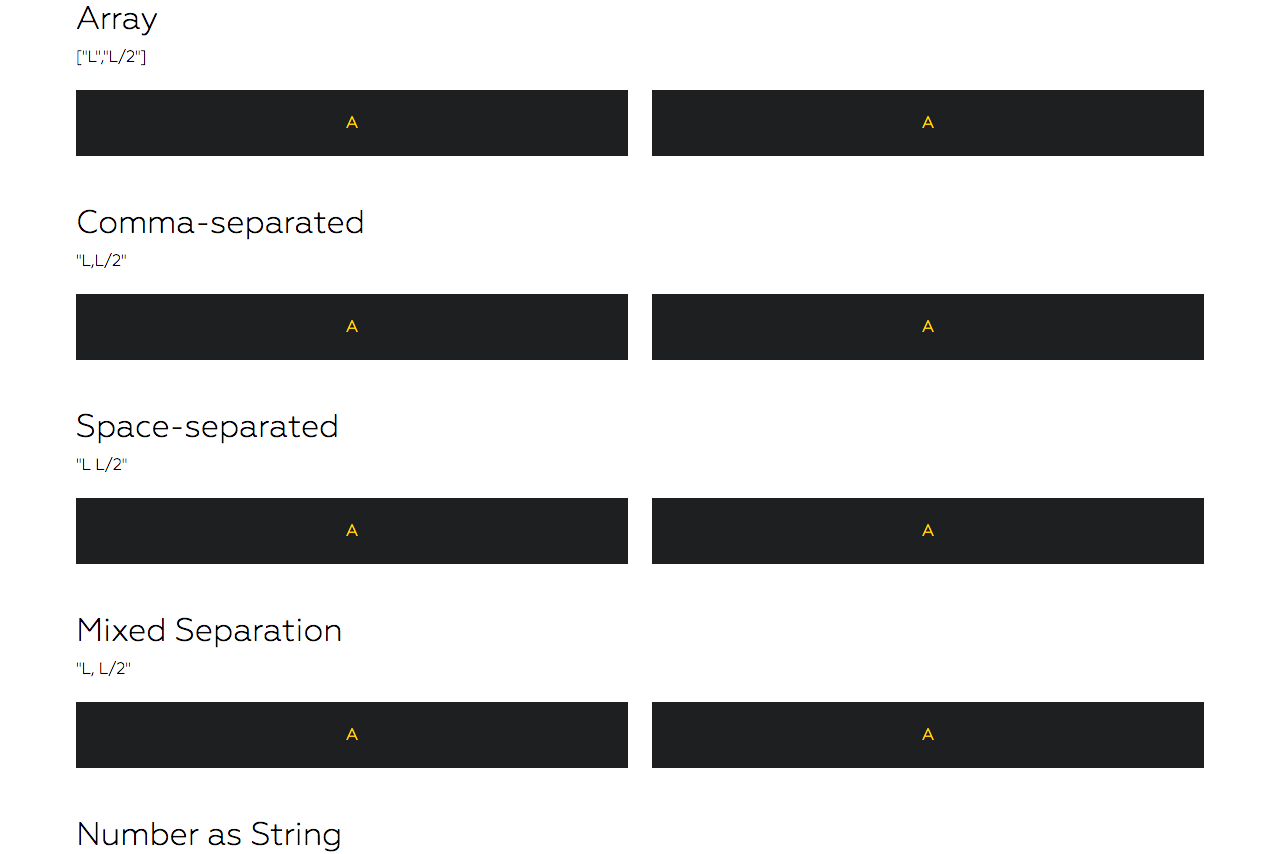 Array
["L","L/2"]
A A
Comma-separated
"L,L/2"
A A
Space-separated
"L L/2"
A A
Mixed Separation
"L, L/2"
A A
Number as String